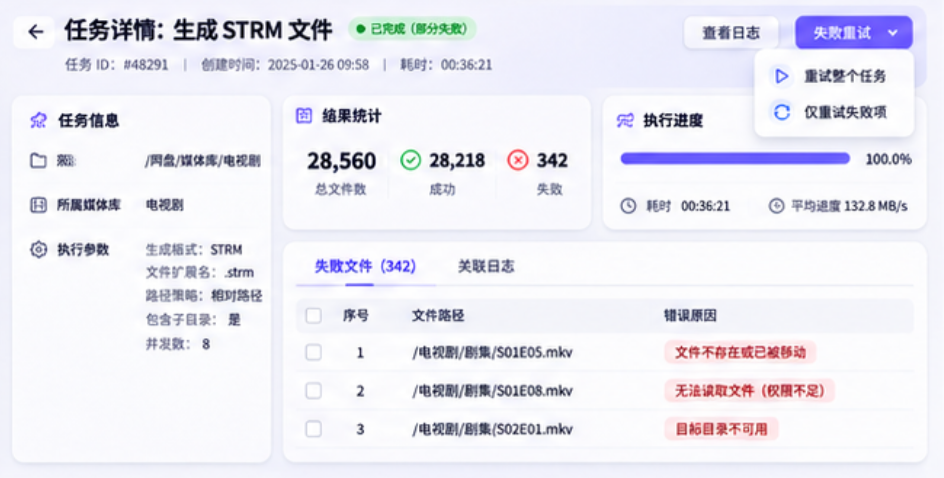 任务详情：生成 STRM 文件
已完成（部分失败）
查看日志
失败重试
任务 ID： #48291 | 创建时间： 2025-01-26 09:58 | 耗时： 00:36:21
重试整个任务
仅重试失败项
任务信息
/网盘/媒体库/电视剧
所属媒体库 电视剧
执行参数
生成格式： STRM
文件扩展名： .strm
路径策略： 相对路径
包含子目录： 是
并发数： 8
结果统计
28,560 28,218 342
总文件数 成功 失败
执行进度
100.0%
耗时 00:36:21
平均进度 132.8 MB/s
失败文件（342） 关联日志
序号 文件路径 错误原因
1 /电视剧/剧集/S01E05.mkv 文件不存在或已被移动
2 /电视剧/剧集/S01E08.mkv 无法读取文件（权限不足）
3 /电视剧/剧集/S02E01.mkv 目标目录不可用